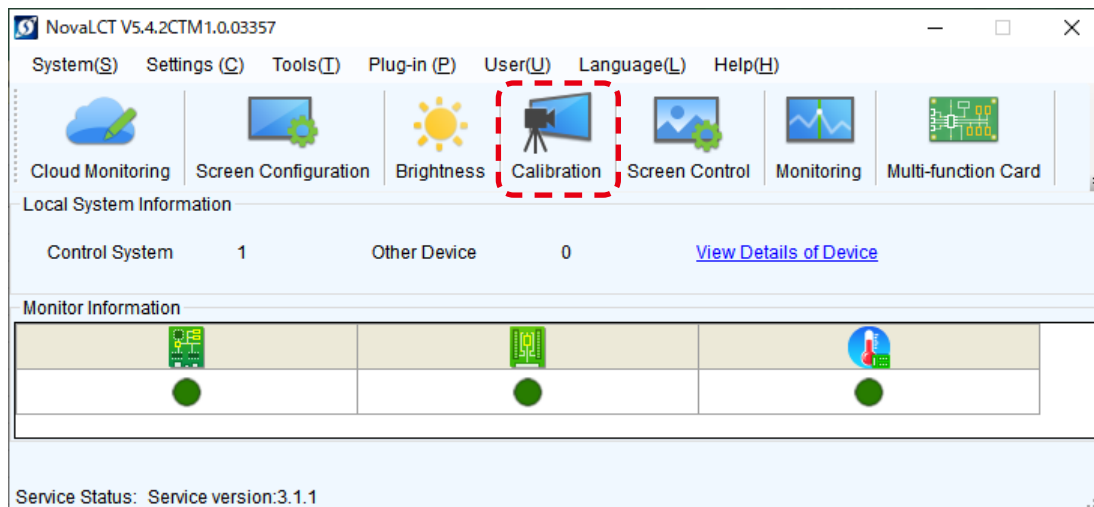 NovaLCT V5.4.2CTM1.0.03357
System(S) Settings (C) Tools(T) Plug-in (P) User(U) Language(L) Help(H)
Cloud Monitoring Screen Configuration Brightness Calibration Screen Control Monitoring Multi-function Card
Local System Information
Control System 1 Other Device 0 View Details of Device
Monitor Information
Service Status: Service version:3.1.1